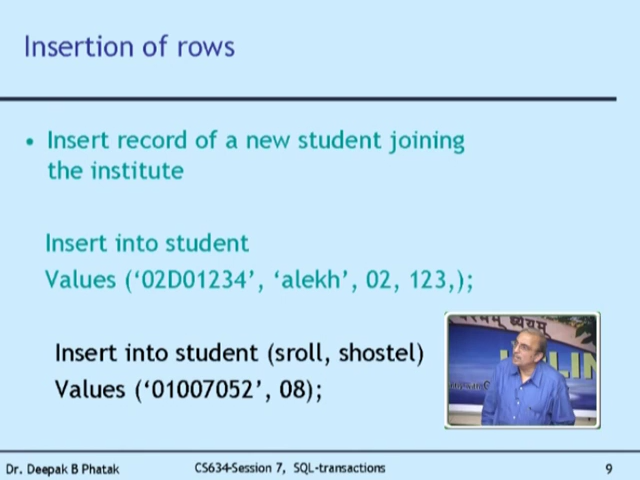 Insertion of rows
• Insert record of a new student joining
the institute
Insert into student
Values (‘02D01234’, ‘alekh’, 02, 123,);
Insert into student (sroll, shostel)
Values (‘01007052’, 08);
Dr. Deepak B Phatak
CS634-Session 7, SQL-transactions
9